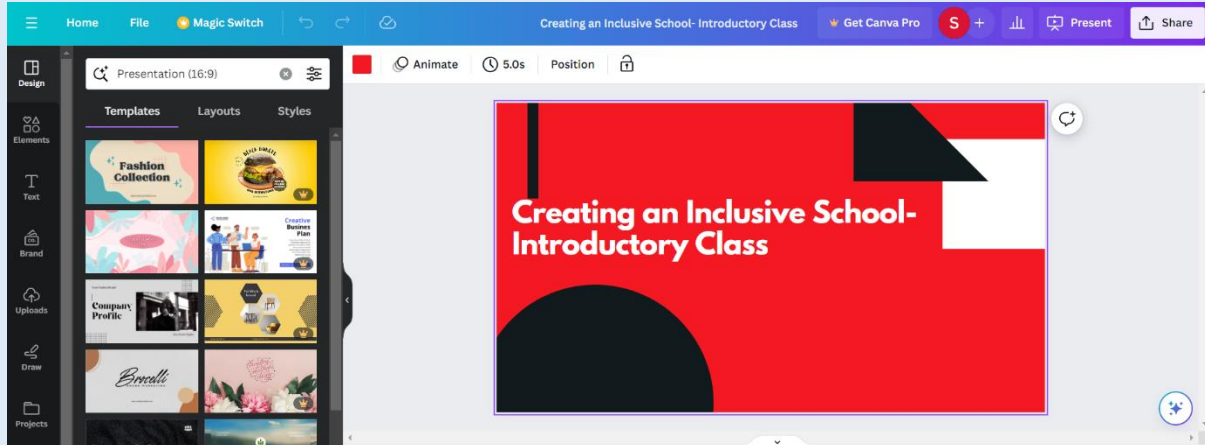 Home File Magic Switch Creating an Inclusive School- Introductory Class Get Canva Pro S + Present Share
Design
Elements
Text
Brand
Uploads
Draw
Projects
Presentation (16:9)
Templates Layouts Styles
Fashion
Collection
Creative
Busines
Plan
Company
Profile
Brocelli
Animate 5.0s Position
Creating an Inclusive School-
Introductory Class